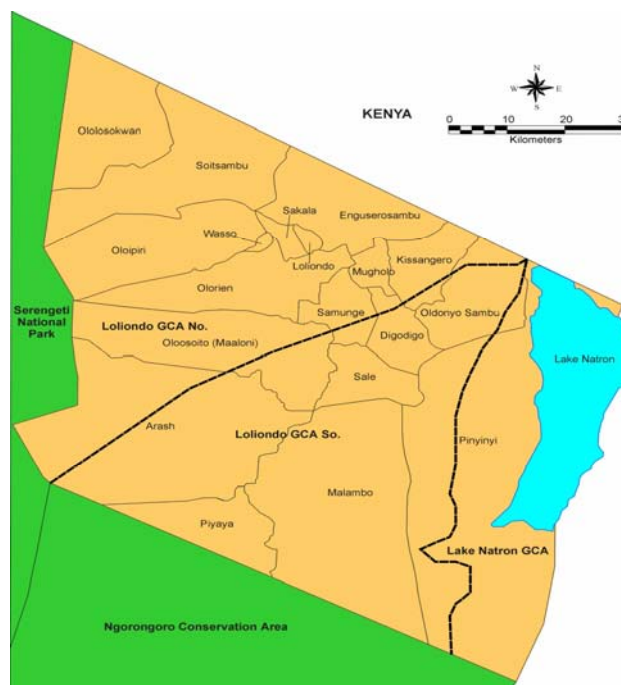 N
W E
S
KENYA
0 10 20 30
Kilometers
Ololosokwan
Soitsambu
Sakala
Enguserosambu
Wasso
Oloipiri
Loliondo
Kissangero
Mugholo
Olorien
Serengeti
National
Park
Loliondo GCA No.
Samunge
Oldonyo Sambu
Oloosoito (Maaloni)
Digodigo
Lake Natron
Sale
Arash
Loliondo GCA So.
Pinyinyi
Malambo
Piyaya
Lake Natron GCA
Ngorongoro Conservation Area